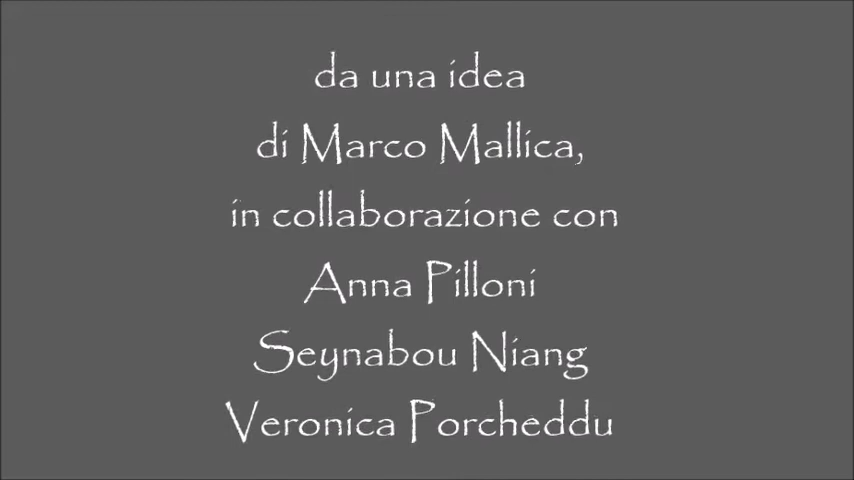 da una idea
di Marco Mallica,
in collaborazione con
Anna Pilloni
Seynabou Niang
Veronica Porcheddu